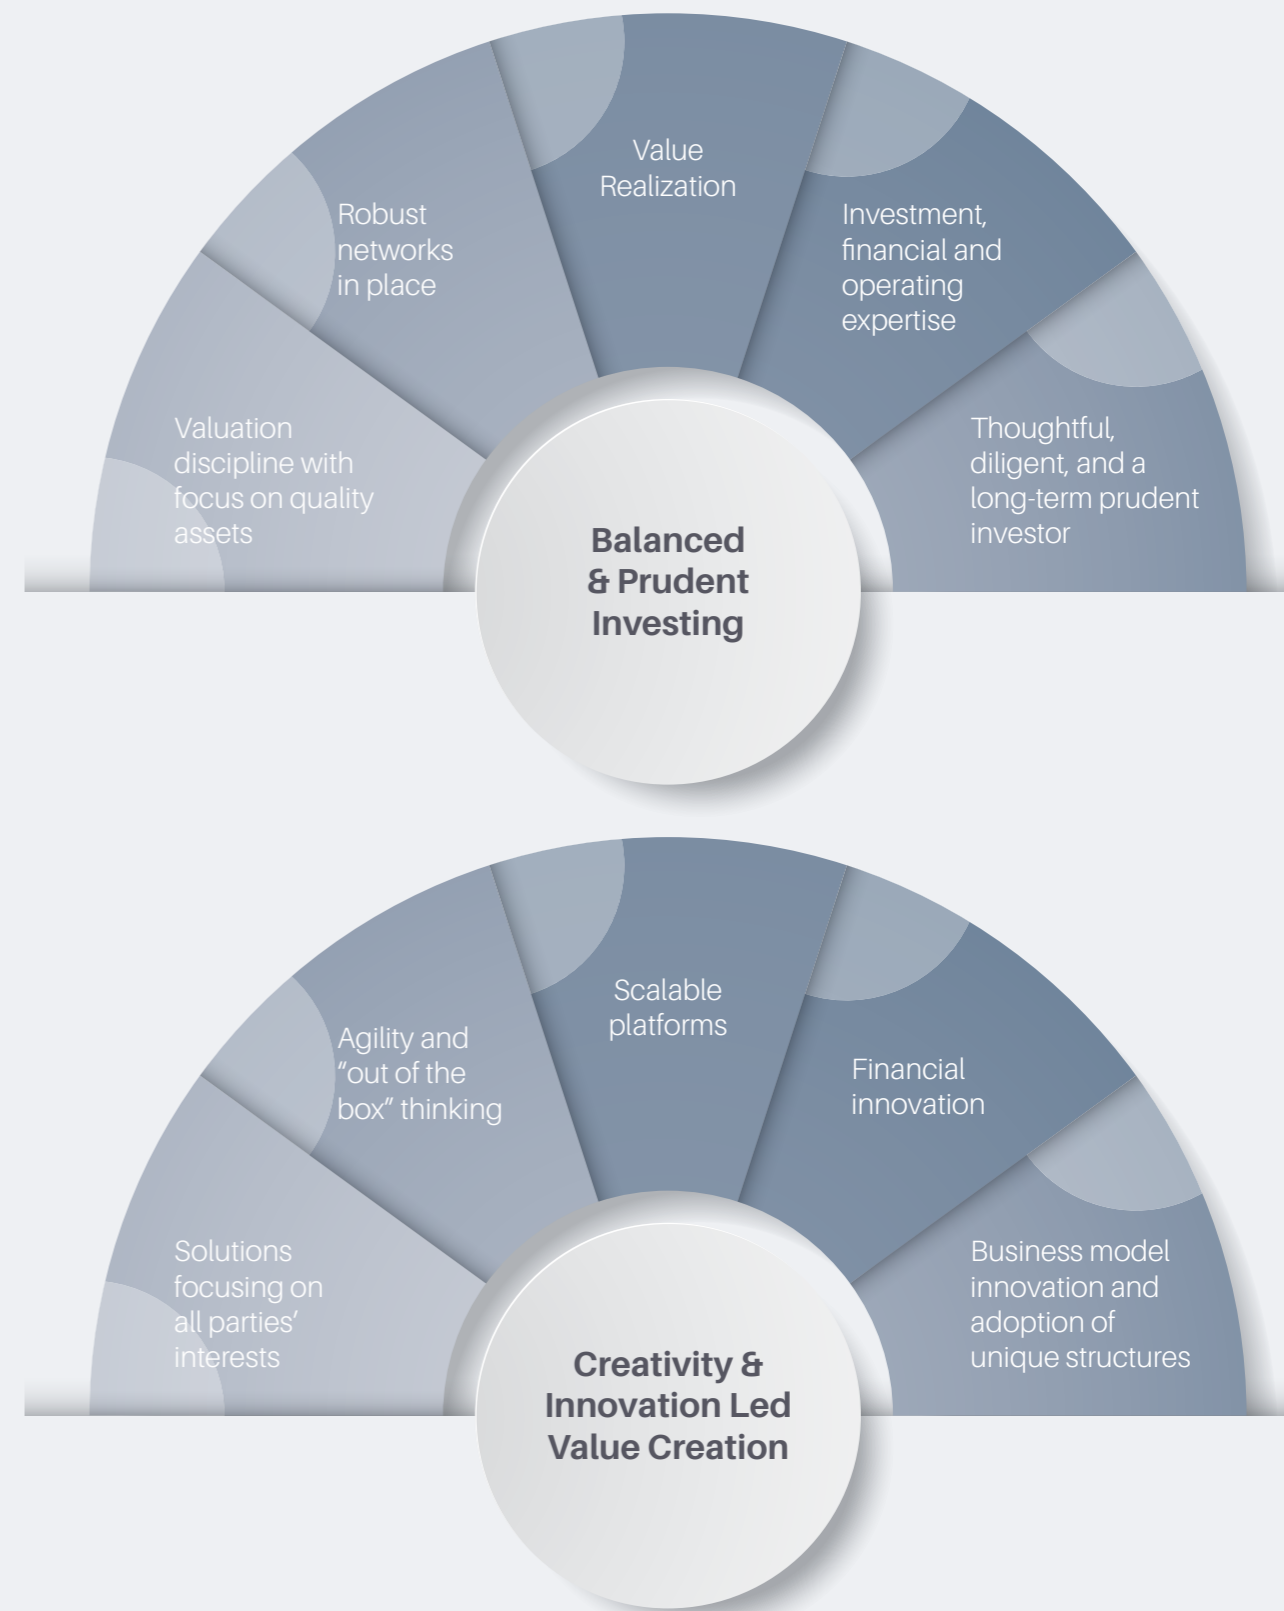 Valuation
discipline with
focus on quality
assets
Robust
networks
in place
Value
Realization
Investment,
financial and
operating
expertise
Thoughtful,
diligent, and a
long-term prudent
investor
Balanced
& Prudent
Investing
Solutions
focusing on
all parties’
interests
Agility and
“out of the
box” thinking
Scalable
platforms
Financial
innovation
Business model
innovation and
adoption of
unique structures
Creativity &
Innovation Led
Value Creation